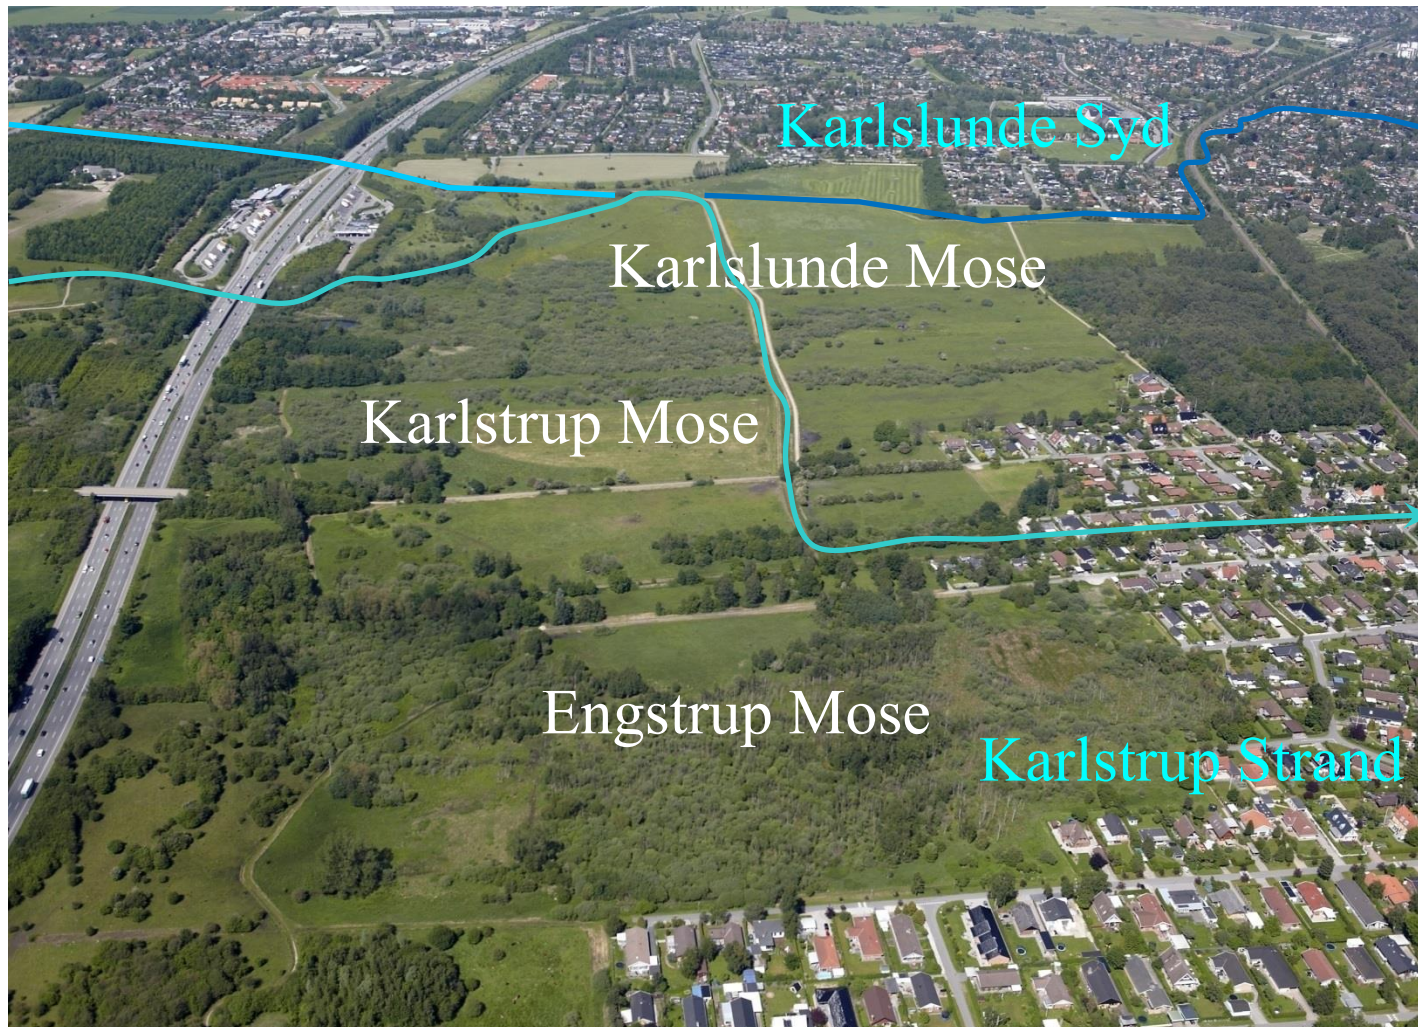 Karlslunde Syd
Karlslunde Mose
Karlstrup Mose
Engstrup Mose
Karlstrup Strand